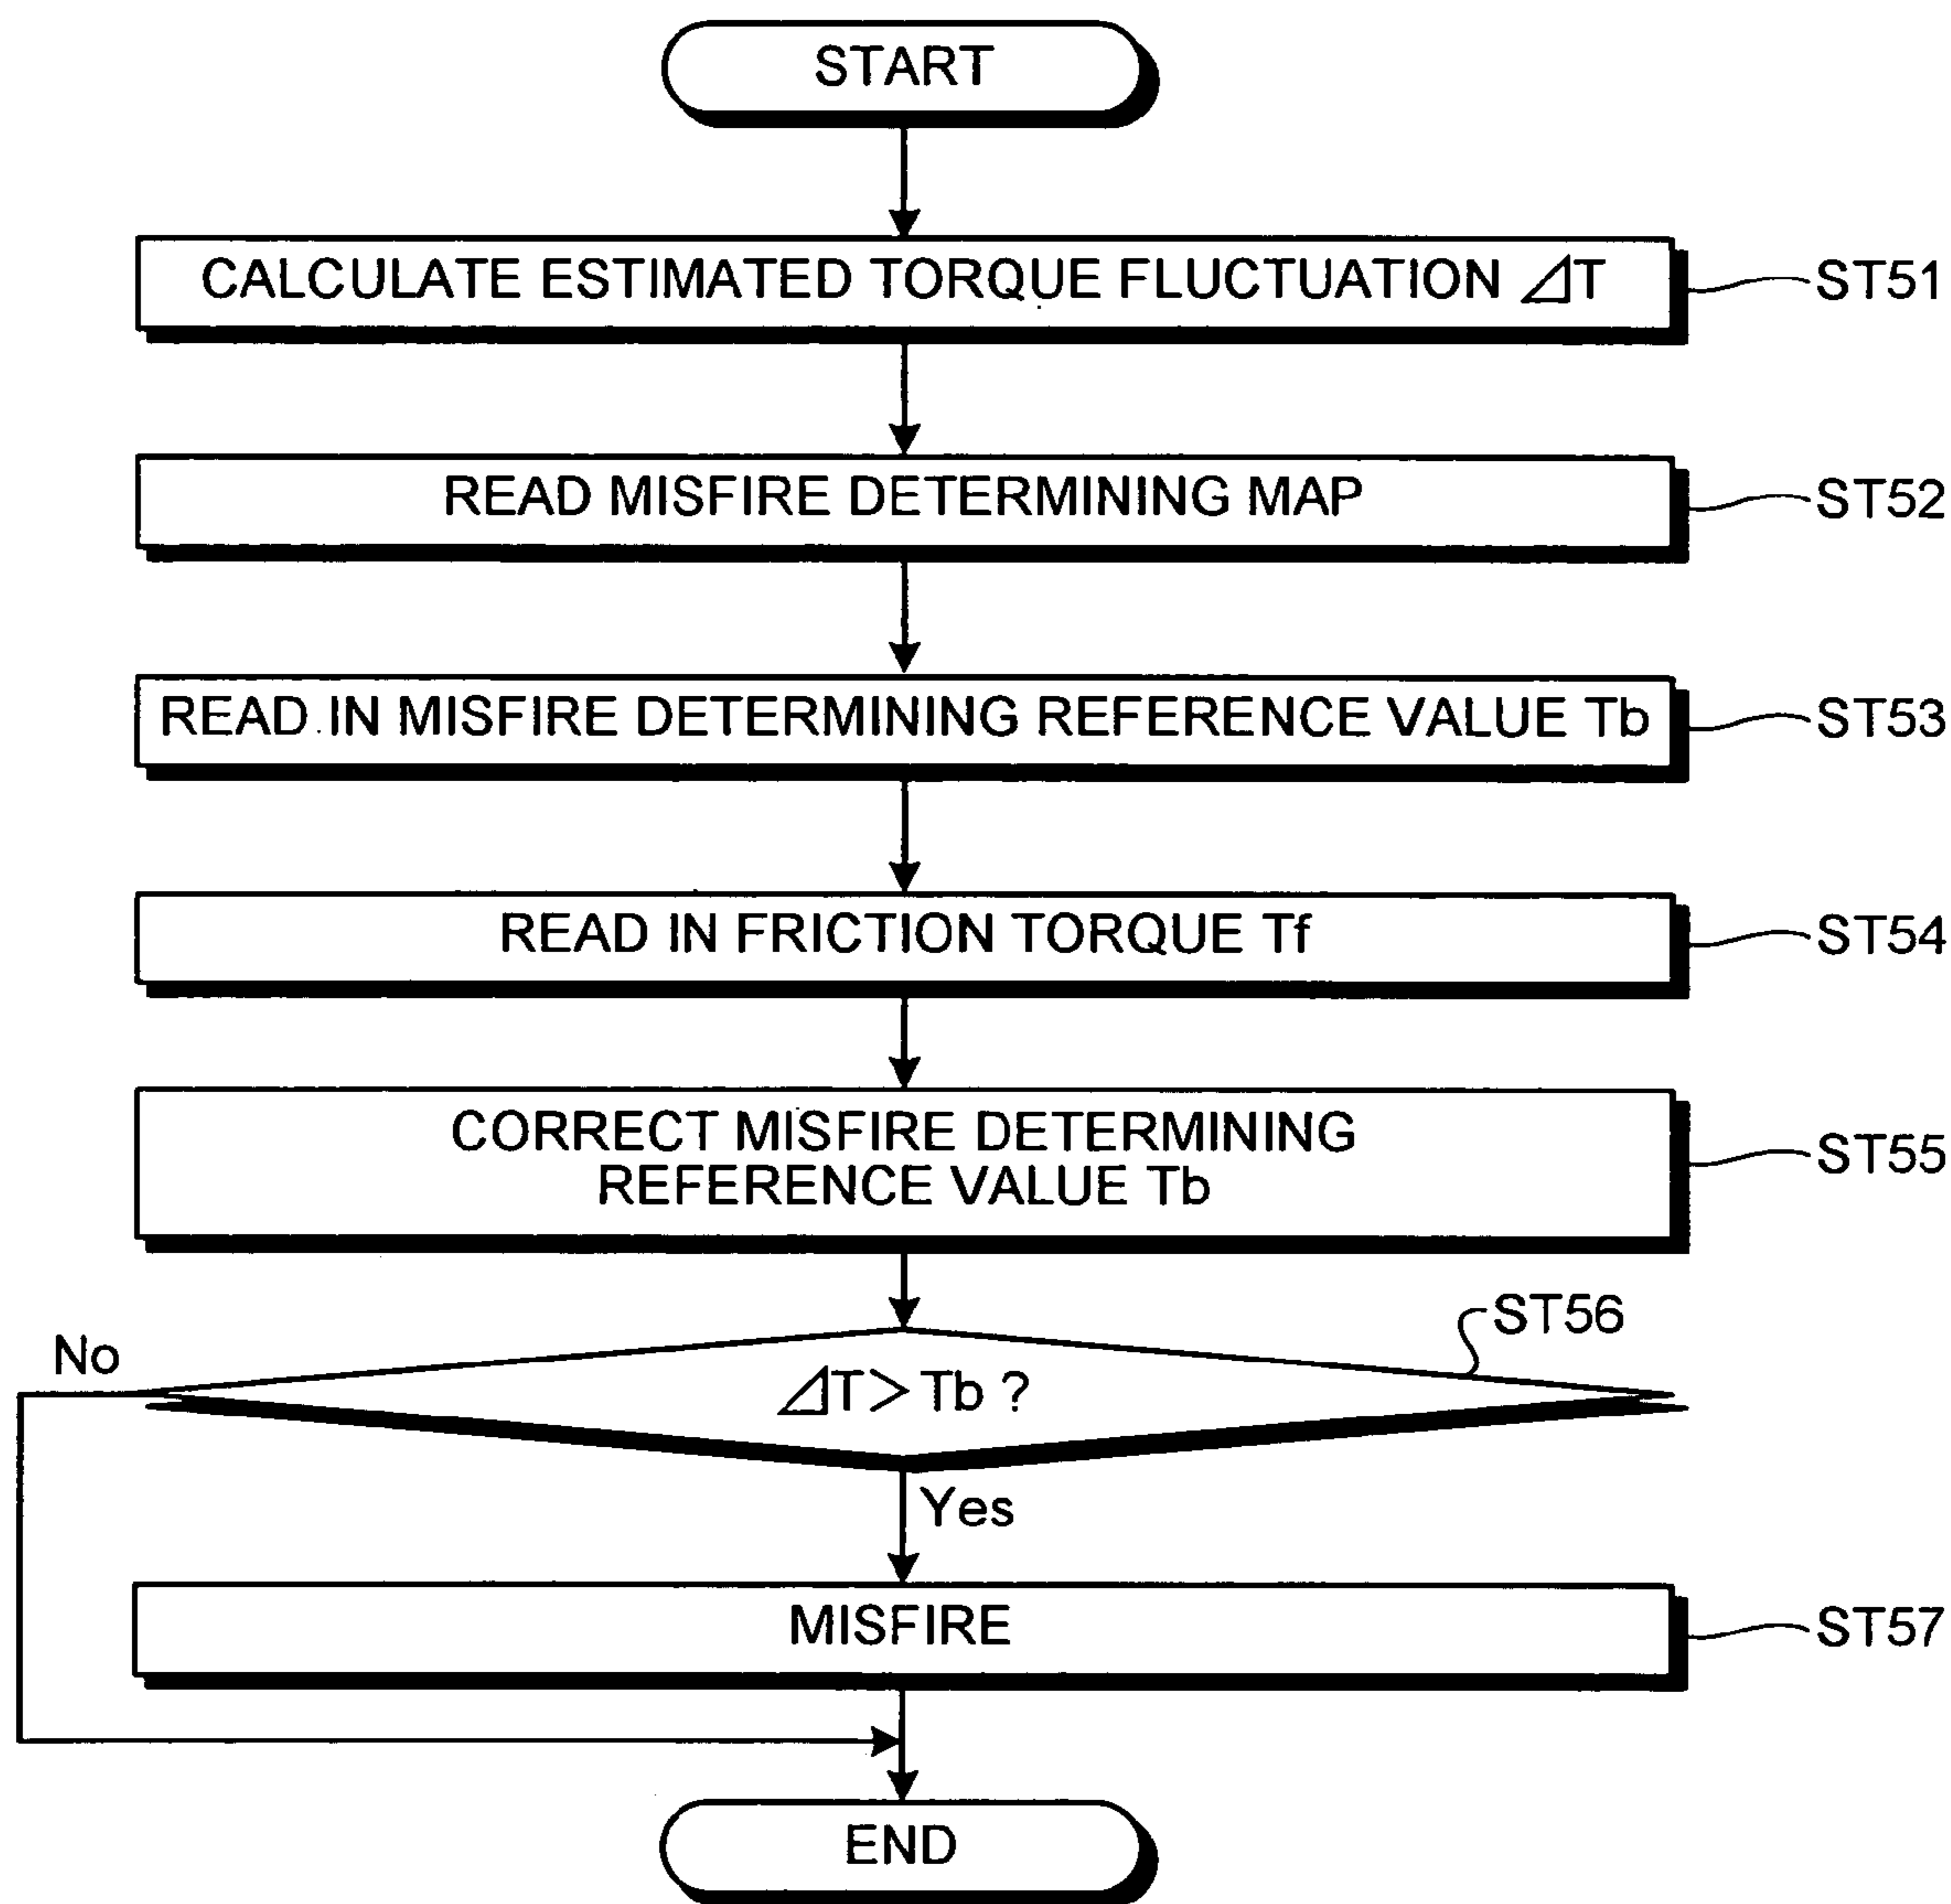 START
CALCULATE ESTIMATED TORQUE FLUCTUATION ⊿T
ST51
READ MISFIRE DETERMINING MAP
ST52
READ IN MISFIRE DETERMINING REFERENCE VALUE Tb
ST53
READ IN FRICTION TORQUE Tf
ST54
CORRECT MISFIRE DETERMINING
REFERENCE VALUE Tb
ST55
ST56
No
⊿T> Tb ?
Yes
MISFIRE
ST57
END